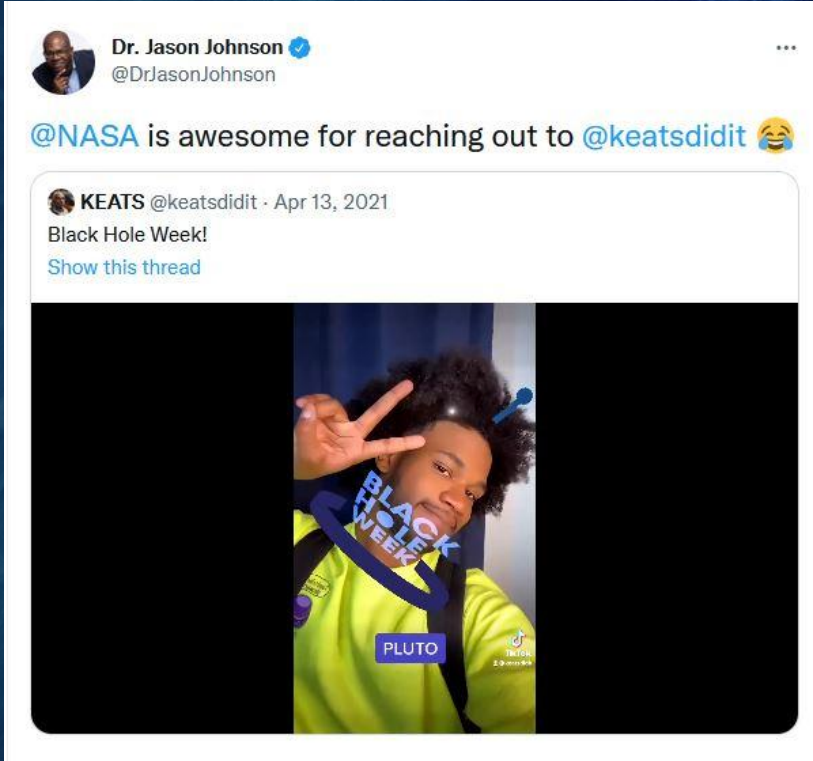 Dr. Jason Johnson
@DrJasonJohnson
@NASA is awesome for reaching out to @keatsdidit 😂
KEATS @keatsdidit · Apr 13, 2021
Black Hole Week!
Show this thread
BLACK
HOLE
WEEK
PLUTO
TikTok